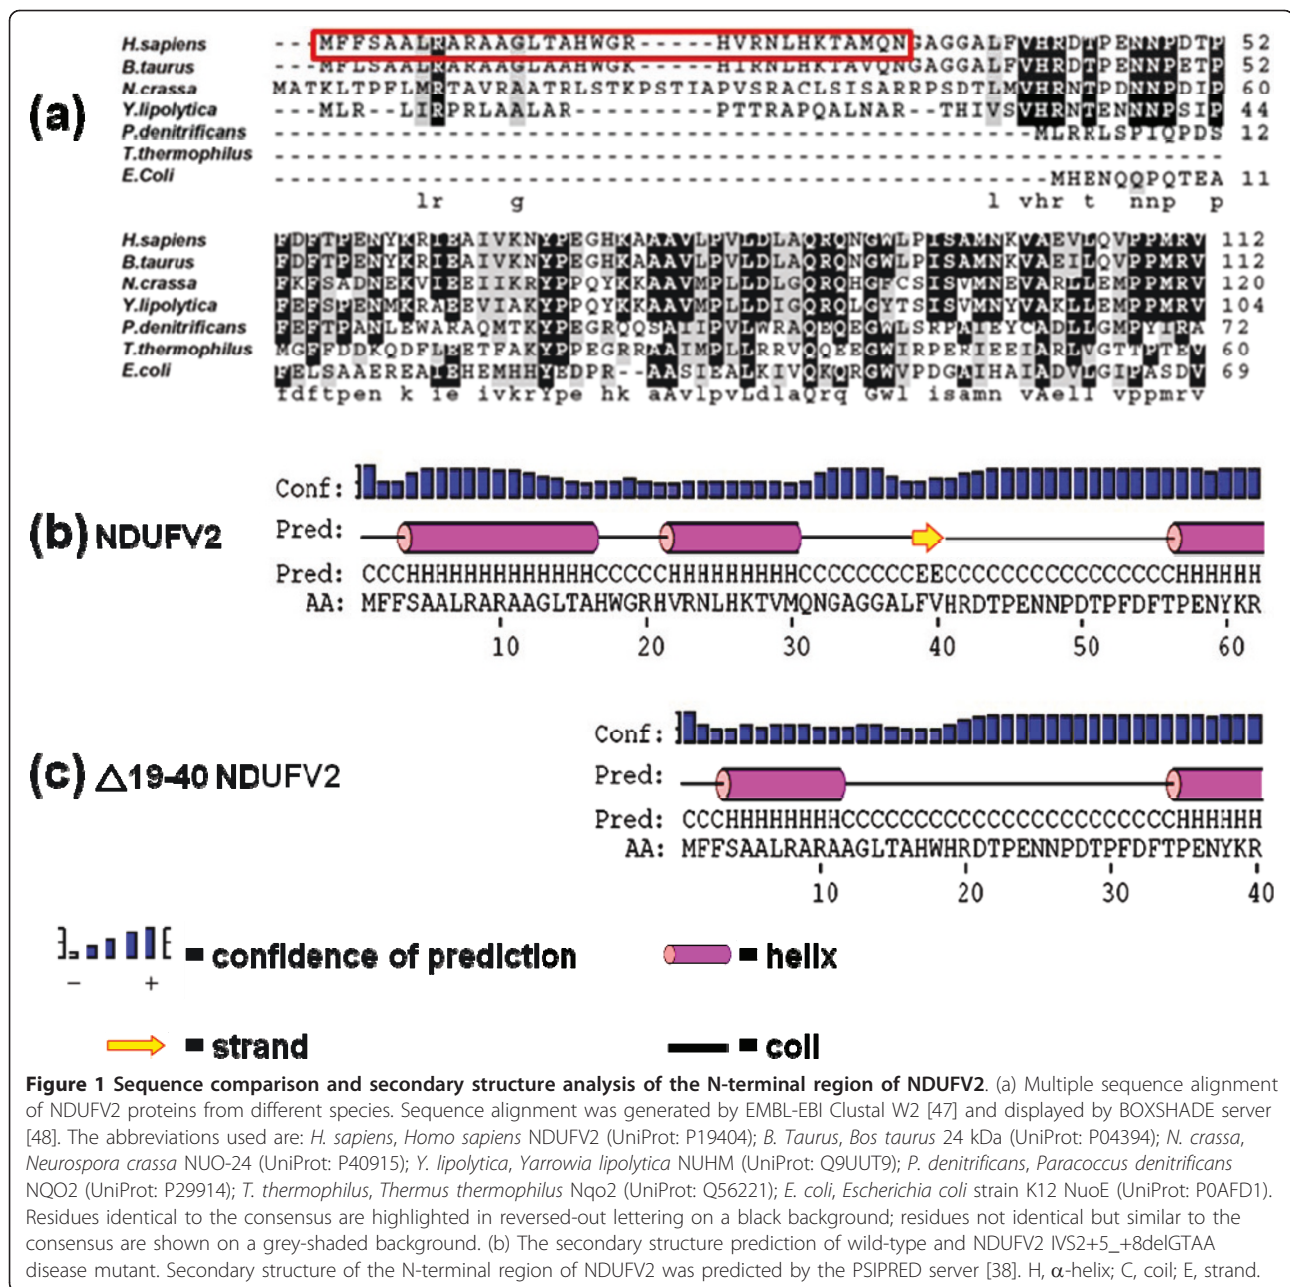 (a)
H.sapiens - - - MFFSAALRARAAGLTAHWGR - - - - - HVRNLHKTAMQNGAGGALFVHRDTPENNPDTP 52
B.taurus - - - MFLSAALRARAAGLAAHWGK - - - - - HIRNLHKTAVQNGAGGALFVHRDTPENNPETP 52
N.crassa MATKLTPFLMRTAVRAATRLSTKPSTIAPVSRACLSISARRPSDTLMVHRNTPDNNPDIP 60
Y.lipolytica - - - MLR - - LIRPRLAALAR - - - - - - - - - PTTRAPQALNAR - - THIVSVHRNTENNNPSIP 44
P.denitrificans - - - - - - - - - - - - - - - - - - - - - - - - - - - - - - - - - - - - - - - - - - - - - - - - MLRRLSPIQPDS 12
T.thermophilus - - - - - - - - - - - - - - - - - - - - - - - - - - - - - - - - - - - - - - - - - - - - - - - - - - - - - - - - - - - -
E.Coli - - - - - - - - - - - - - - - - - - - - - - - - - - - - - - - - - - - - - - - - - - - - - - - - - MHENQQPQTEA 11
lr g l vhr t nnp p
H.sapiens FDFTPENYKRIEAIVKNYPEGHKAAAVLPVLDLAQRQNGWLPISAMNKVAEVLQVPPMRV 112
B.taurus FDFTPENYKRIEAIVKNYPEGHKAAAVLPVLDLAQRQNGWLPISAMNKVAEILQVPPMRV 112
N.crassa FKFSADNEKVIEEIIKRYPPQYKKAAVMPLLDLGQRQHGFCSISVMNEVARLLEMPPMRV 120
Y.lipolytica FEFSPENMKRAEEVIAKYPPQYKKAAVMPLLDIGQRQLGYTSISVMNYVAKLLEMPPMRV 104
P.denitrificans FEFTPANLEWARAQMTKYPEGRQQSAIIPVLWRAQEQEGWLSRPAIEYCADLLGMPYIRA 72
T.thermophilus MGFFDDKQDFLEETFAKYPPEGRRAAIMPLLRRVQQEEGWIRPERIEEIARLVGTTPTEV 60
E.coli FELSAAEREAIEHEMHHYEDPR--AASIEALKIVQKQRGWVPDGAIHAIADVLGIPASDV 69
fdftpen k ie ivkrYpe hk aAvlpvLdlaQrq GWl isamn vAell vppmrv
(b) NDUFV2
Conf:
Pred:
Pred: CCCHHHHHHHHHHHHHCCCCCHHHHHHHHHCCCCCCCCEECCCCCCCCCCCCCCCCHHHHHH
AA: MFFSAALRARAAGLTAHWGRHVRNLHKTVMQNGAGGALFVHRDTPENNPDTPFDFTPENYKR
10 20 30 40 50 60
(c) △19-40 NDUFV2
Conf:
Pred:
Pred: CCCHHHHHHHHCCCCCCCCCCCCCCCCCCCCCCCHHHHHH
AA: MFFSAALRARAAGLTAHWHRDTPENNPDTPFDFTPENYKR
10 20 30 40
= confidence of prediction
= helix
− +
= strand
= coil
Figure 1 Sequence comparison and secondary structure analysis of the N-terminal region of NDUFV2. (a) Multiple sequence alignment
of NDUFV2 proteins from different species. Sequence alignment was generated by EMBL-EBI Clustal W2 [47] and displayed by BOXSHADE server
[48]. The abbreviations used are: H. sapiens, Homo sapiens NDUFV2 (UniProt: P19404); B. Taurus, Bos taurus 24 kDa (UniProt: P04394); N. crassa,
Neurospora crassa NUO-24 (UniProt: P40915); Y. lipolytica, Yarrowia lipolytica NUHM (UniProt: Q9UUT9); P. denitrificans, Paracoccus denitrificans
NQO2 (UniProt: P29914); T. thermophilus, Thermus thermophilus Nqo2 (UniProt: Q56221); E. coli, Escherichia coli strain K12 NuoE (UniProt: P0AFD1).
Residues identical to the consensus are highlighted in reversed-out lettering on a black background; residues not identical but similar to the
consensus are shown on a grey-shaded background. (b) The secondary structure prediction of wild-type and NDUFV2 IVS2+5_+8delGTAA
disease mutant. Secondary structure of the N-terminal region of NDUFV2 was predicted by the PSIPRED server [38]. H, α-helix; C, coil; E, strand.